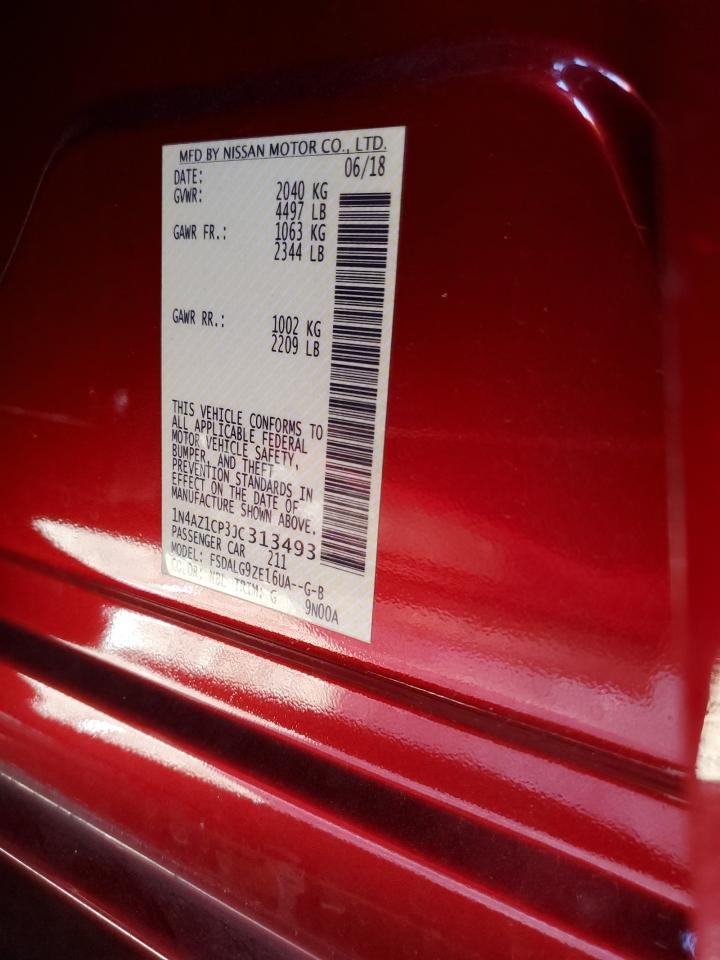 MFD BY NISSAN MOTOR CO., LTD.
DATE: 06/18
GVWR: 2040 KG
4497 LB
GAWR FR.: 1063 KG
2344 LB
GAWR RR.: 1002 KG
2209 LB
THIS VEHICLE CONFORMS TO
ALL APPLICABLE FEDERAL
MOTOR VEHICLE SAFETY,
BUMPER, AND THEFT
PREVENTION STANDARDS IN
EFFECT ON THE DATE OF
MANUFACTURE SHOWN ABOVE.
1N4AZ1CP3JC313493
PASSENGER CAR 211
MODEL: FSDALG9ZE16UA--G-B
COLOR: NBL TRIM: G 9N00A